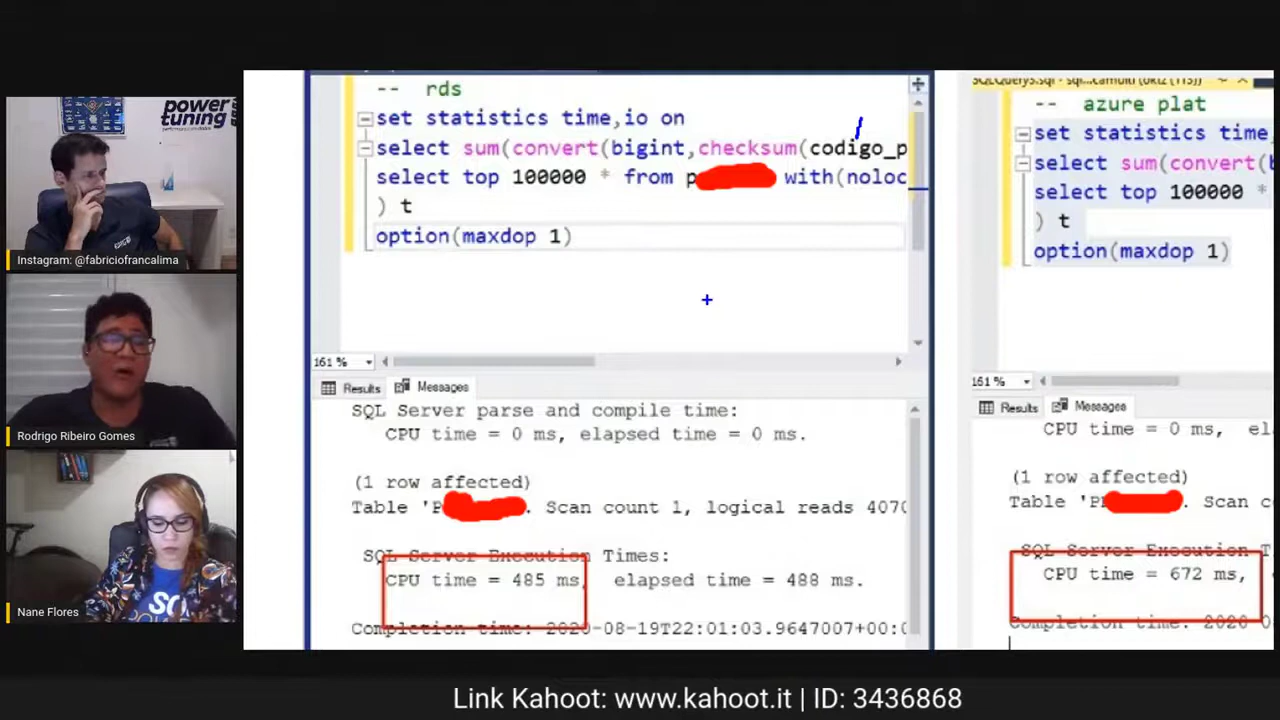 power
tuning
Instagram: @fabriciofrancalima
Rodrigo Ribeiro Gomes
SQL
Nane Flores
-- rds
set statistics time,io on
select sum(convert(bigint,checksum(codigo_p
select top 100000 * from p with(noloc
) t
option(maxdop 1)
161 %
Results Messages
SQL Server parse and compile time:
CPU time = 0 ms, elapsed time = 0 ms.
(1 row affected)
Table 'P . Scan count 1, logical reads 4070
SQL Server Execution Times:
CPU time = 485 ms, elapsed time = 488 ms.
Completion time: 2020-08-19T22:01:03.9647007+00:0
-- azure plat
set statistics time,
select sum(convert(b
select top 100000 *
) t
option(maxdop 1)
161 %
Results Messages
CPU time = 0 ms, el
(1 row affected)
Table 'P . Scan c
SQL Server Execution T
CPU time = 672 ms,
Completion time: 2020-0
Link Kahoot: www.kahoot.it | ID: 3436868